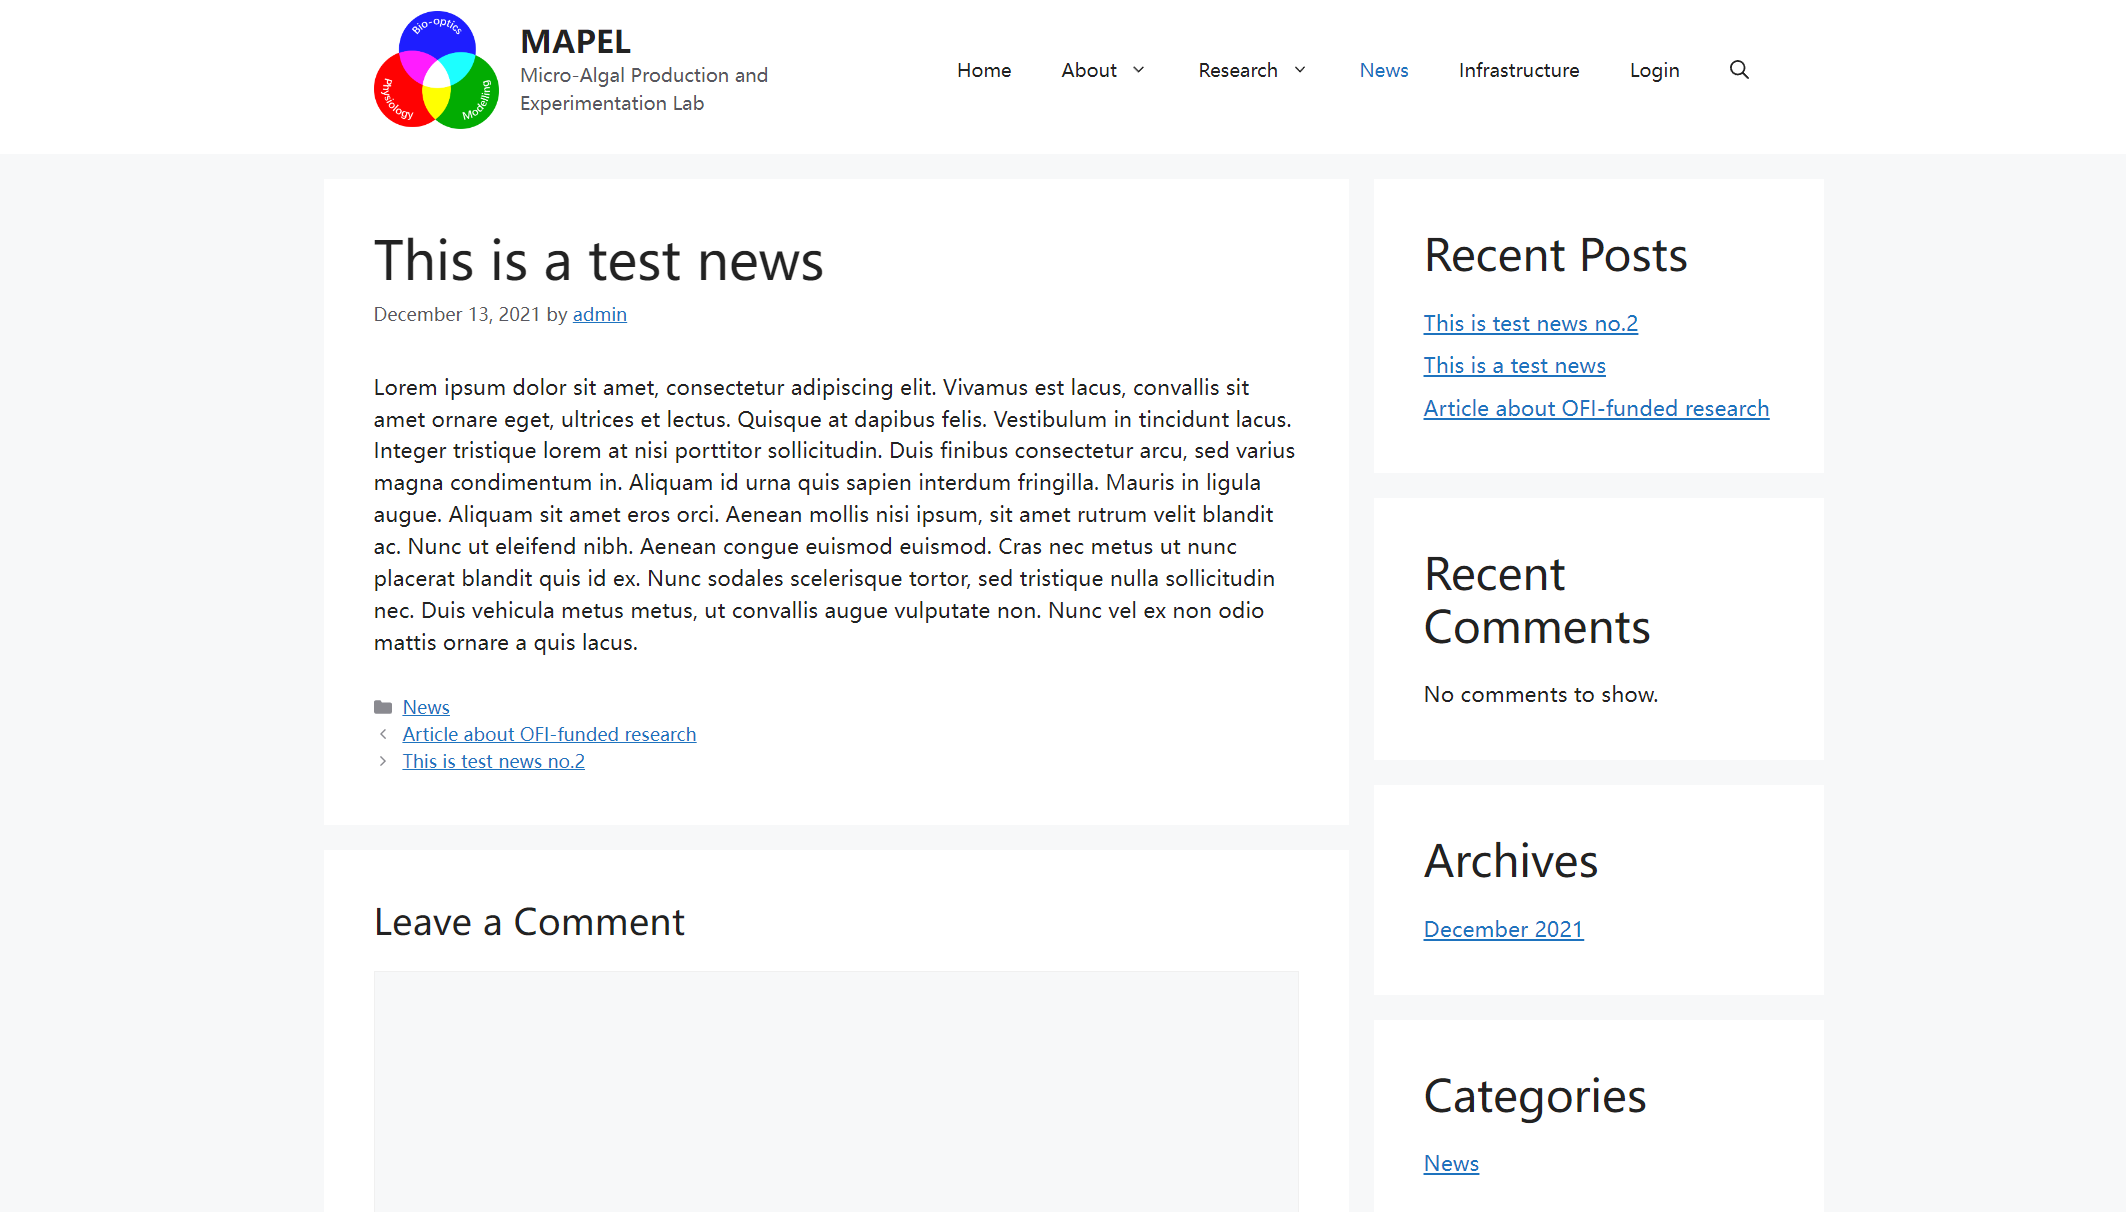 Bio-optics
Physiology
Modelling
MAPEL
Micro-Algal Production and
Experimentation Lab
Home
About
Research
News
Infrastructure
Login
This is a test news
December 13, 2021 by admin
Lorem ipsum dolor sit amet, consectetur adipiscing elit. Vivamus est lacus, convallis sit
amet ornare eget, ultrices et lectus. Quisque at dapibus felis. Vestibulum in tincidunt lacus.
Integer tristique lorem at nisi porttitor sollicitudin. Duis finibus consectetur arcu, sed varius
magna condimentum in. Aliquam id urna quis sapien interdum fringilla. Mauris in ligula
augue. Aliquam sit amet eros orci. Aenean mollis nisi ipsum, sit amet rutrum velit blandit
ac. Nunc ut eleifend nibh. Aenean congue euismod euismod. Cras nec metus ut nunc
placerat blandit quis id ex. Nunc sodales scelerisque tortor, sed tristique nulla sollicitudin
nec. Duis vehicula metus metus, ut convallis augue vulputate non. Nunc vel ex non odio
mattis ornare a quis lacus.
News
Article about OFI-funded research
This is test news no.2
Leave a Comment
Recent Posts
This is test news no.2
This is a test news
Article about OFI-funded research
Recent
Comments
No comments to show.
Archives
December 2021
Categories
News